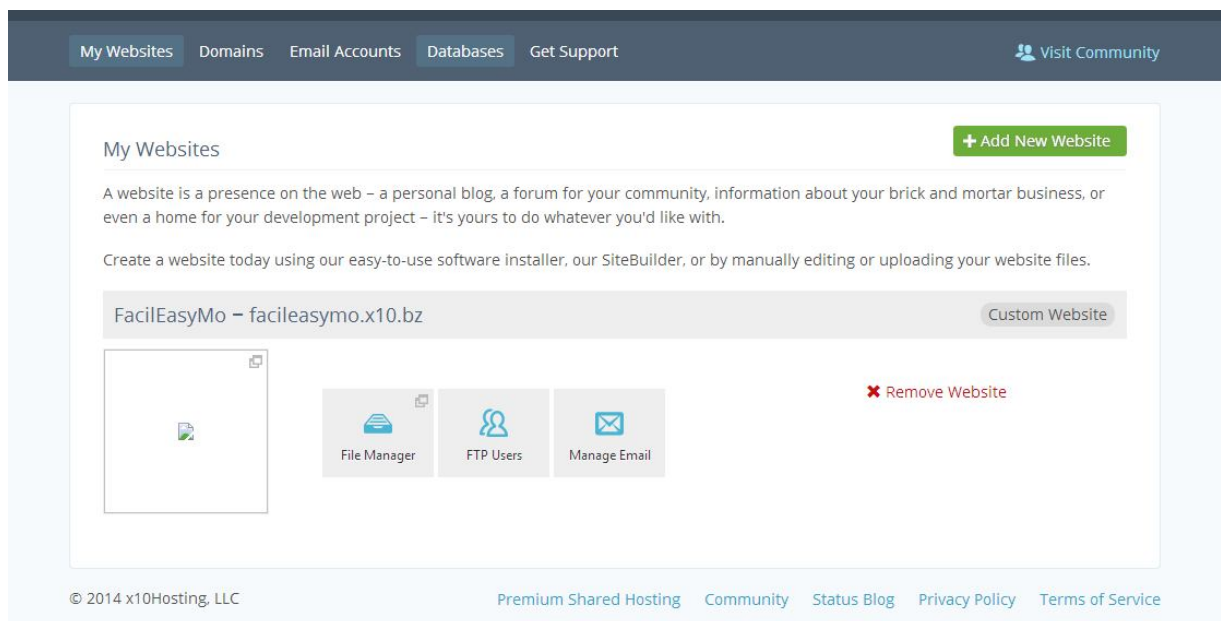 My Websites Domains Email Accounts Databases Get Support Visit Community
My Websites + Add New Website
A website is a presence on the web – a personal blog, a forum for your community, information about your brick and mortar business, or
even a home for your development project – it's yours to do whatever you'd like with.
Create a website today using our easy-to-use software installer, our SiteBuilder, or by manually editing or uploading your website files.
FacilEasyMo – facileasymo.x10.bz Custom Website
Remove Website
File Manager FTP Users Manage Email
© 2014 x10Hosting, LLC Premium Shared Hosting Community Status Blog Privacy Policy Terms of Service